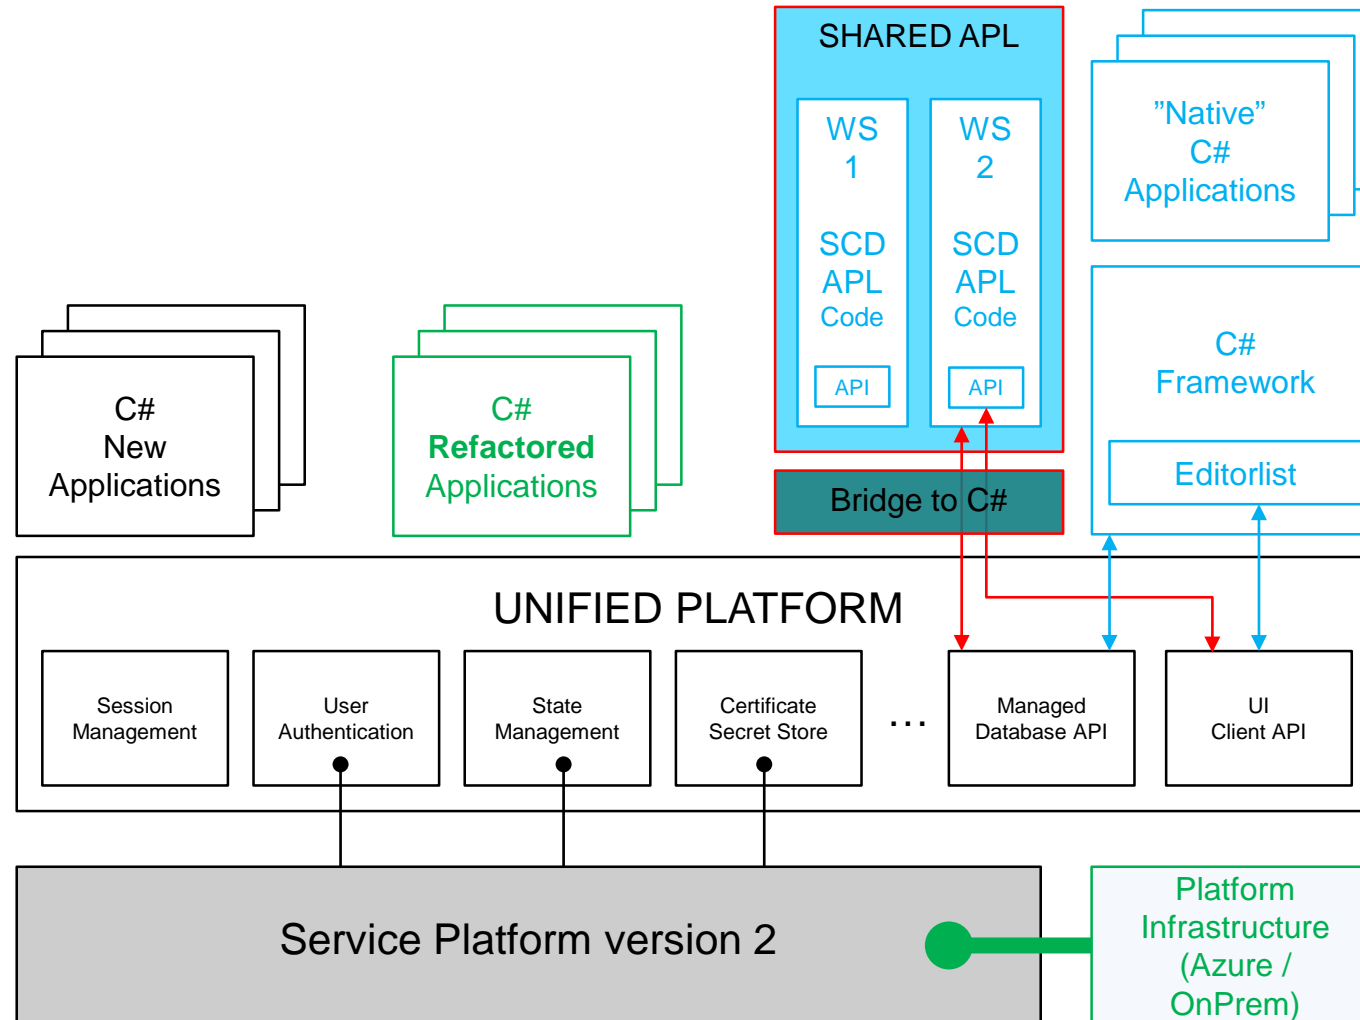 SHARED APL
WS
1
SCD
APL
Code
API
WS
2
SCD
APL
Code
API
”Native”
C#
Applications
C#
Framework
Editorlist
C#
New
Applications
C#
Refactored
Applications
Bridge to C#
UNIFIED PLATFORM
Session
Management
User
Authentication
State
Management
Certificate
Secret Store
...
Managed
Database API
UI
Client API
Service Platform version 2
Platform
Infrastructure
(Azure /
OnPrem)